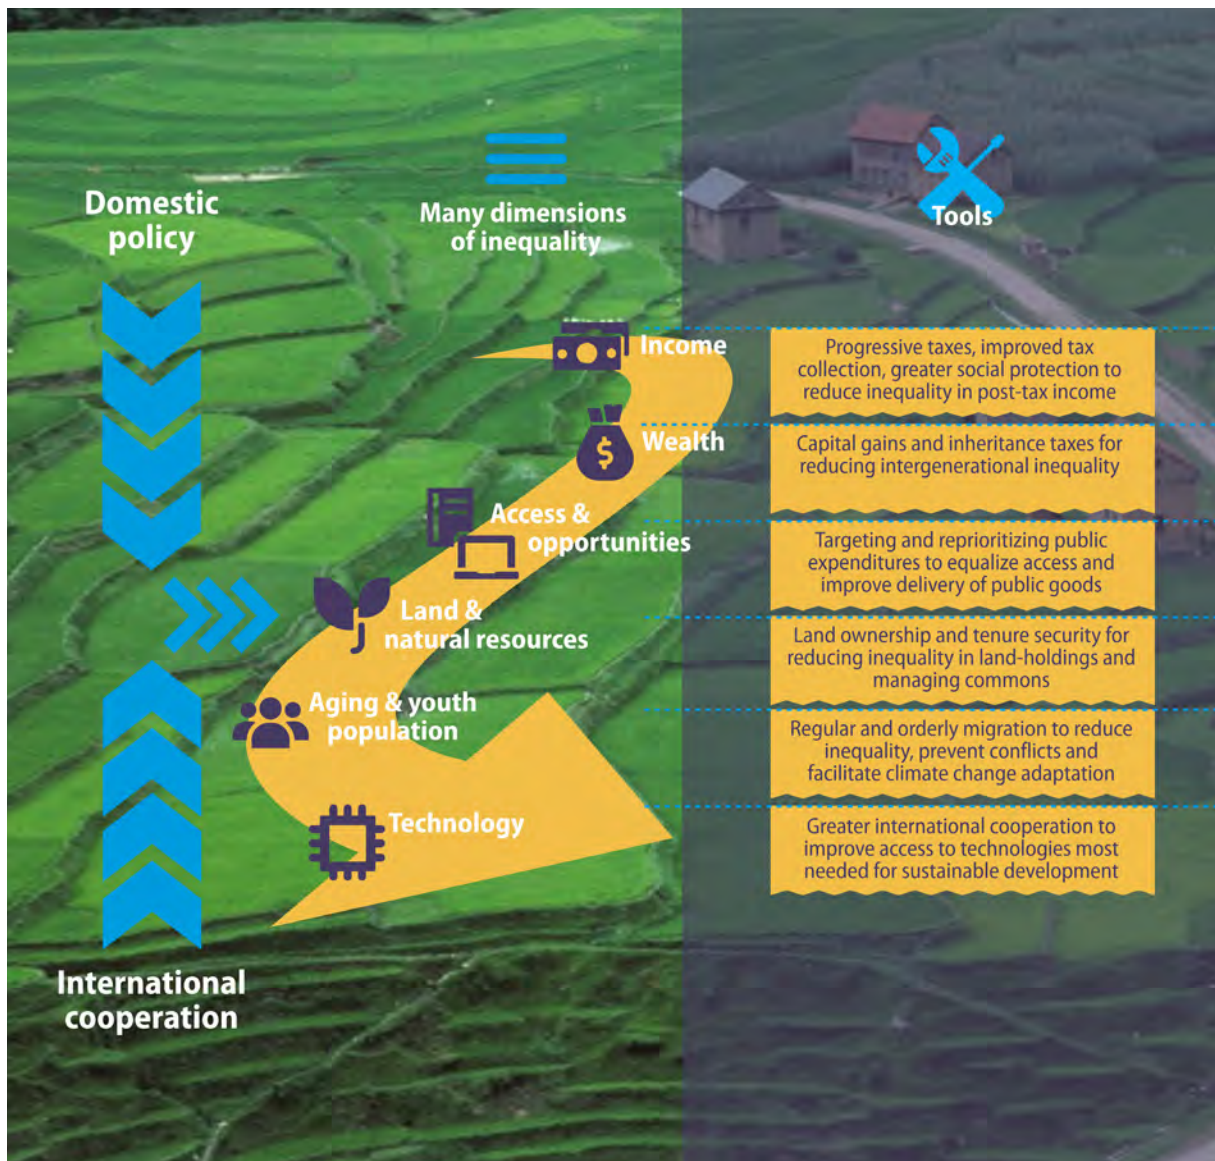 Domestic
policy
Many dimensions
of inequality
Tools
Income
Progressive taxes, improved tax
collection, greater social protection to
reduce inequality in post-tax income
Wealth
$
Capital gains and inheritance taxes for
reducing intergenerational inequality
Access &
opportunities
Targeting and reprioritizing public
expenditures to equalize access and
improve delivery of public goods
Land &
natural resources
Land ownership and tenure security for
reducing inequality in land-holdings and
managing commons
Aging & youth
population
Regular and orderly migration to reduce
inequality, prevent conflicts and
facilitate climate change adaptation
Technology
Greater international cooperation to
improve access to technologies most
needed for sustainable development
International
cooperation